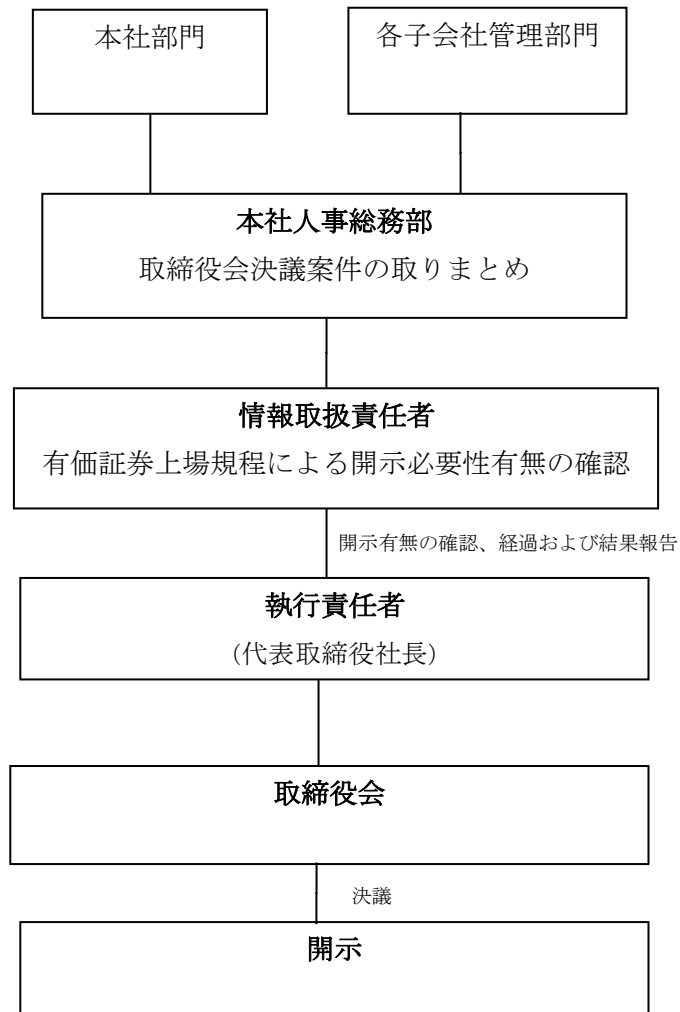 本社部門
各子会社管理部門
本社人事総務部
取締役会決議案件の取りまとめ
情報取扱責任者
有価証券上場規程による開示必要性有無の確認
開示有無の確認、経過および結果報告
執行責任者
(代表取締役社長)
取締役会
決議
開示